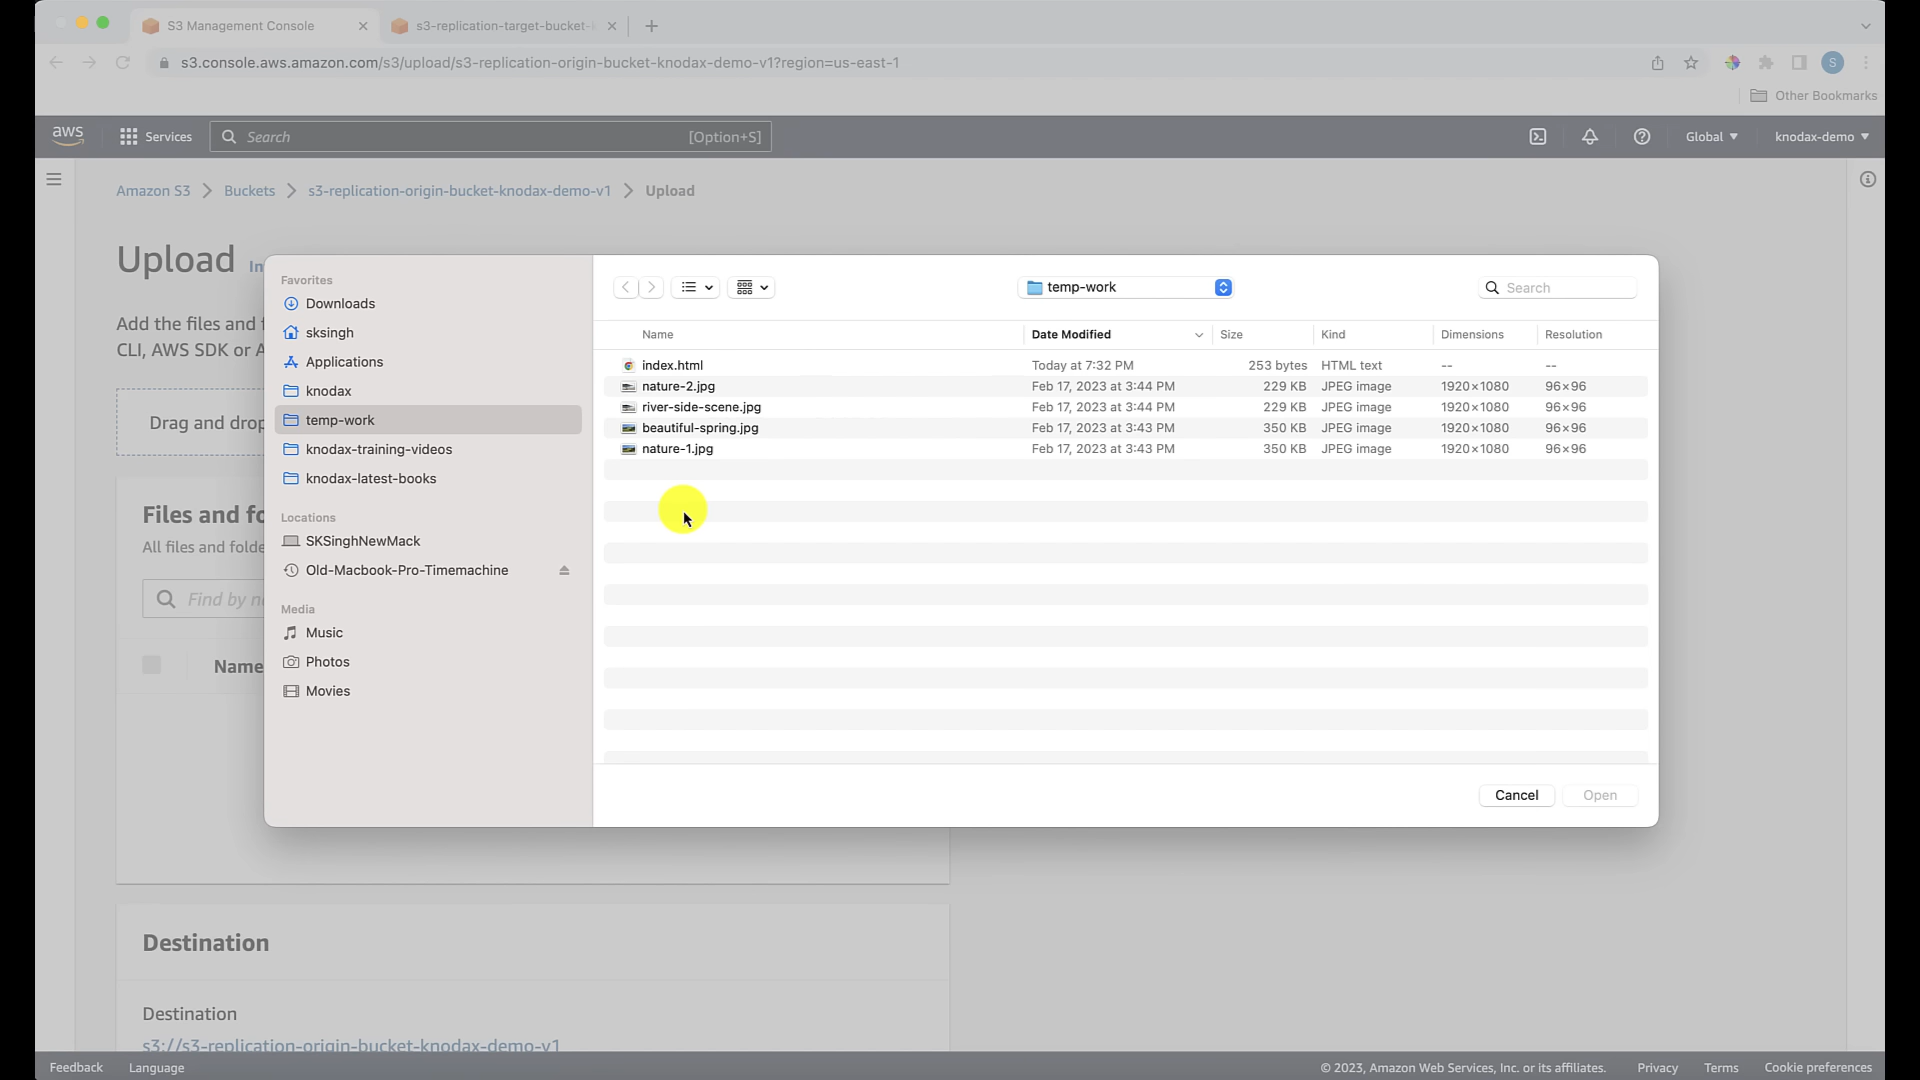 S3 Management Console
s3-replication-target-bucket-
s3.console.aws.amazon.com/s3/upload/s3-replication-origin-bucket-knodax-demo-v1?region=us-east-1
S
Other Bookmarks
aws
Services
Search
[Option+S]
Global
knodax-demo
Amazon S3 > Buckets > s3-replication-origin-bucket-knodax-demo-v1 > Upload
Upload
Add the files and
CLI, AWS SDK or A
Drag and drop
All files and folde
Find by
Name
Favorites
Downloads
sksingh
Applications
knodax
temp-work
knodax-training-videos
knodax-latest-books
Locations
SKSinghNewMack
Old-Macbook-Pro-Timemachine
Media
Music
Photos
Movies
temp-work
Search
Name Date Modified Size Kind Dimensions Resolution
index.html Today at 7:32 PM 253 bytes HTML text -- --
nature-2.jpg Feb 17, 2023 at 3:44 PM 229 KB JPEG image 1920×1080 96×96
river-side-scene.jpg Feb 17, 2023 at 3:44 PM 229 KB JPEG image 1920×1080 96×96
beautiful-spring.jpg Feb 17, 2023 at 3:43 PM 350 KB JPEG image 1920×1080 96×96
nature-1.jpg Feb 17, 2023 at 3:43 PM 350 KB JPEG image 1920×1080 96×96
Cancel
Open
Files and fo
Destination
Destination
s3://s3-replication-origin-bucket-knodax-demo-v1
Feedback
Language
© 2023, Amazon Web Services, Inc. or its affiliates.
Privacy
Terms
Cookie preferences